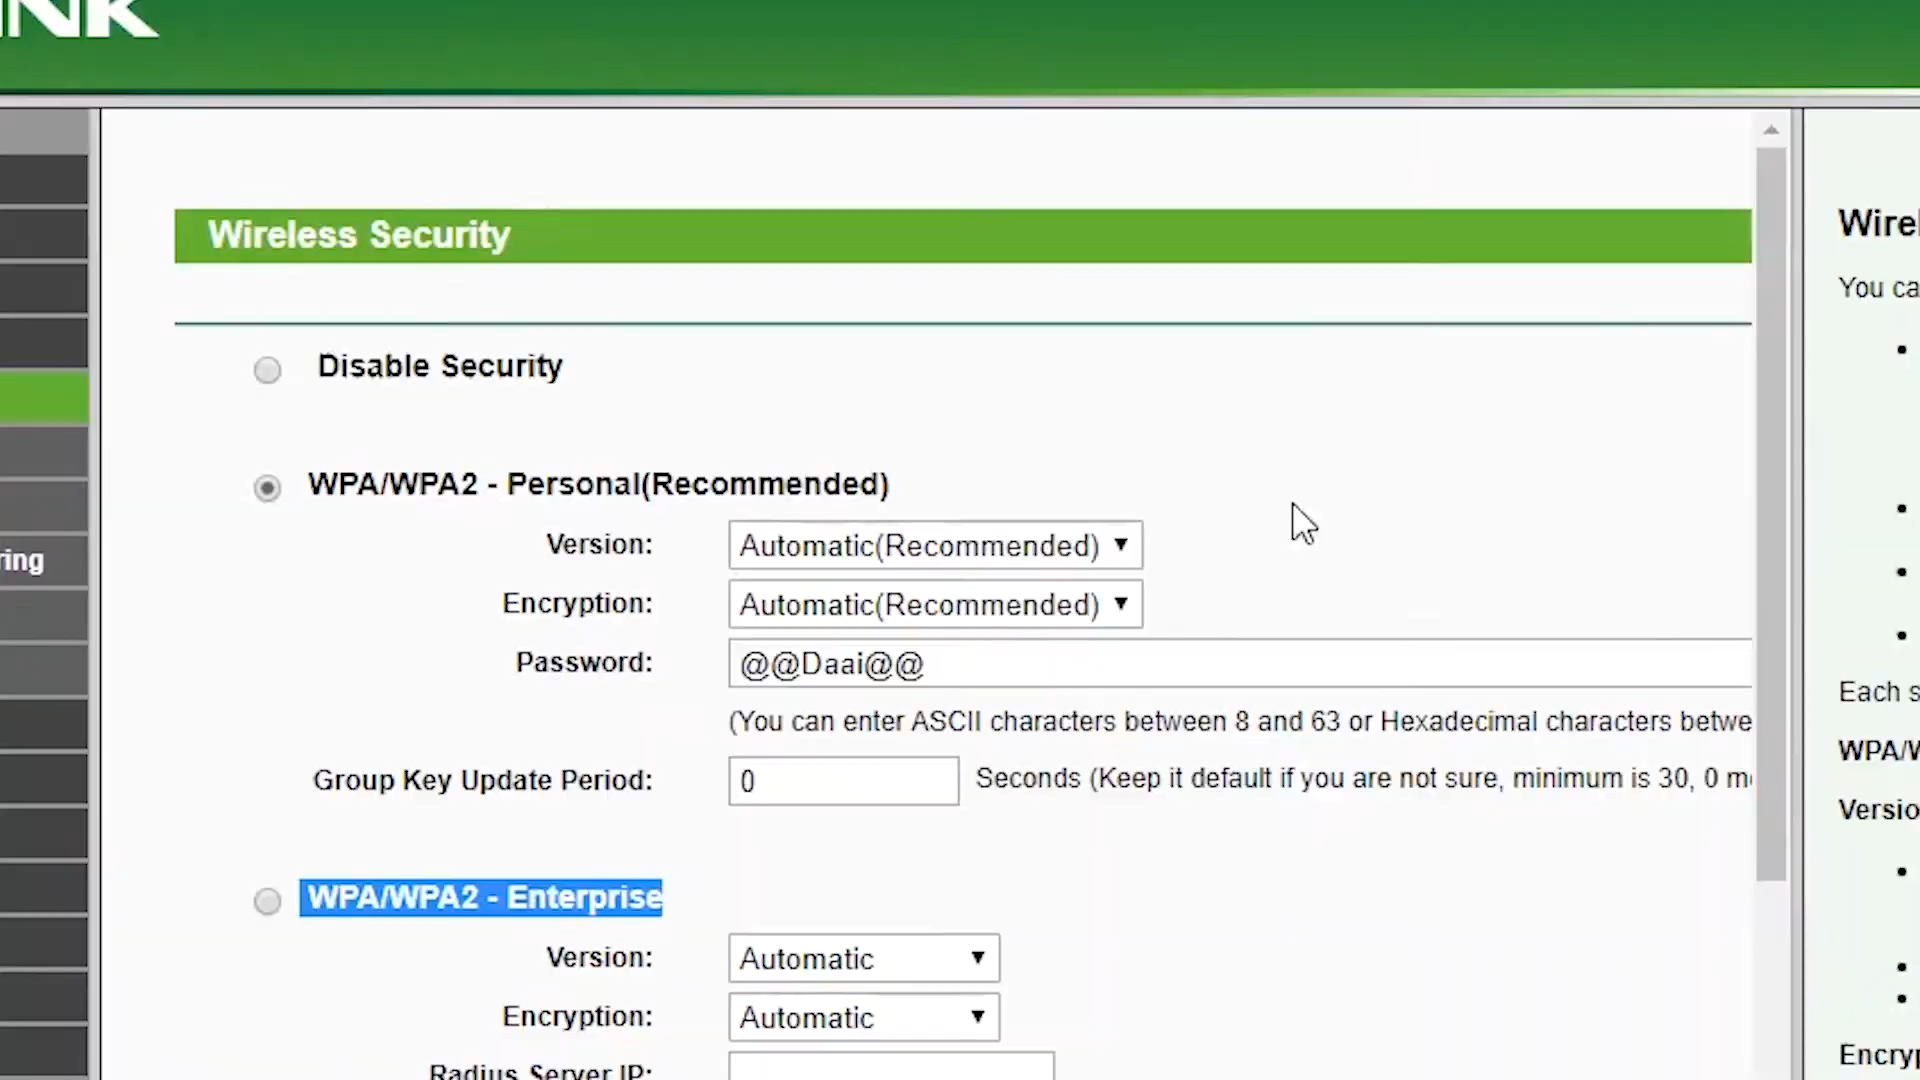 INK
Wireless Security
Disable Security
WPA/WPA2 - Personal(Recommended)
Version: Automatic(Recommended)
Encryption: Automatic(Recommended)
Password: @@Daai@@
(You can enter ASCII characters between 8 and 63 or Hexadecimal characters betwe
Group Key Update Period: 0 Seconds (Keep it default if you are not sure, minimum is 30, 0 m
WPA/WPA2 - Enterprise
Version: Automatic
Encryption: Automatic
Radius Server IP:
ring
Wirel
You ca
Each s
WPA/W
Versio
Encryp